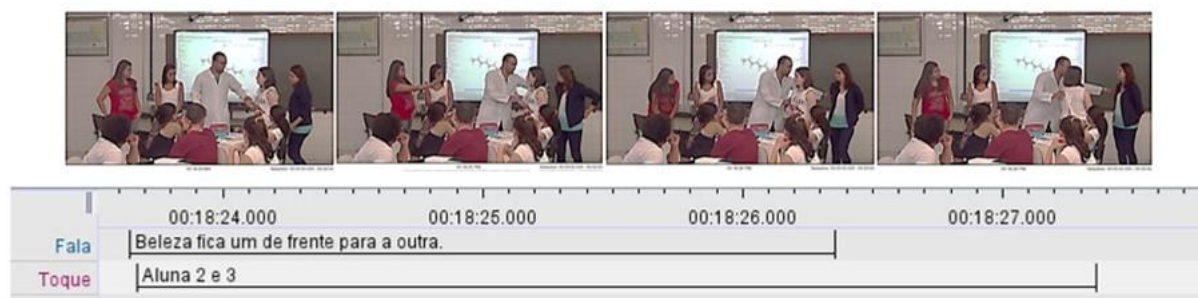 00:18:24.000 00:18:25.000 00:18:26.000 00:18:27.000
Fala Beleza fica um de frente para a outra.
Toque Aluna 2 e 3